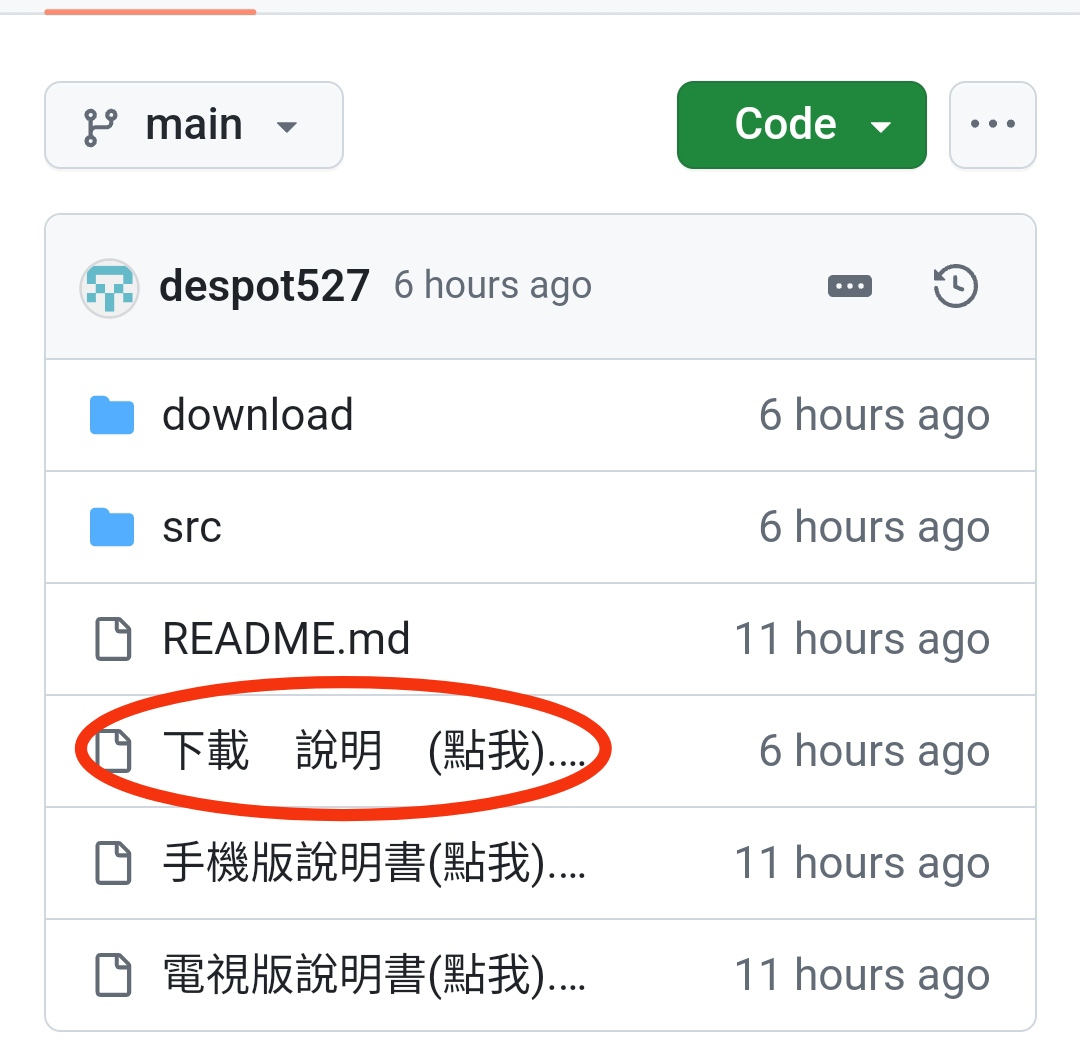 main
Code
despot527 6 hours ago
download 6 hours ago
src 6 hours ago
README.md 11 hours ago
下載　說明　(點我).... 6 hours ago
手機版說明書(點我).... 11 hours ago
電視版說明書(點我).... 11 hours ago